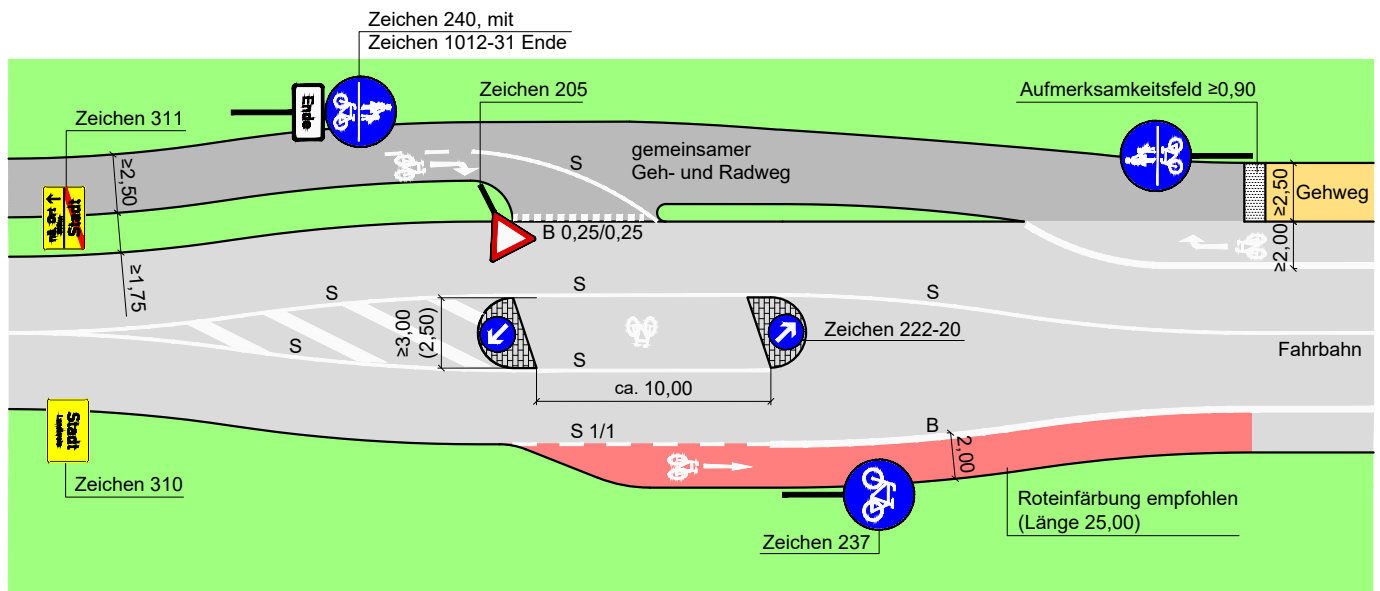 Zeichen 240, mit
Zeichen 1012-31 Ende
Zeichen 205
Aufmerksamkeitsfeld ≥0,90
Zeichen 311
Ende
gemeinsamer
Geh- und Radweg
S
≥2,50
≥2,50
Gehweg
Stadt
B 0,25/0,25
≥2,00
≥1,75
S
S
S
≥3,00
(2,50)
Zeichen 222-20
S
S
Fahrbahn
ca. 10,00
Stadt
Landkreis
S 1/1
B
2,00
Zeichen 310
Roteinfärbung empfohlen
(Länge 25,00)
Zeichen 237